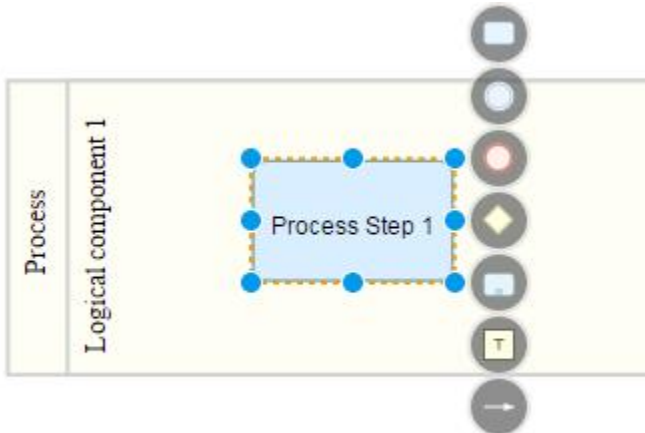 Process
Logical component 1
Process Step 1
T